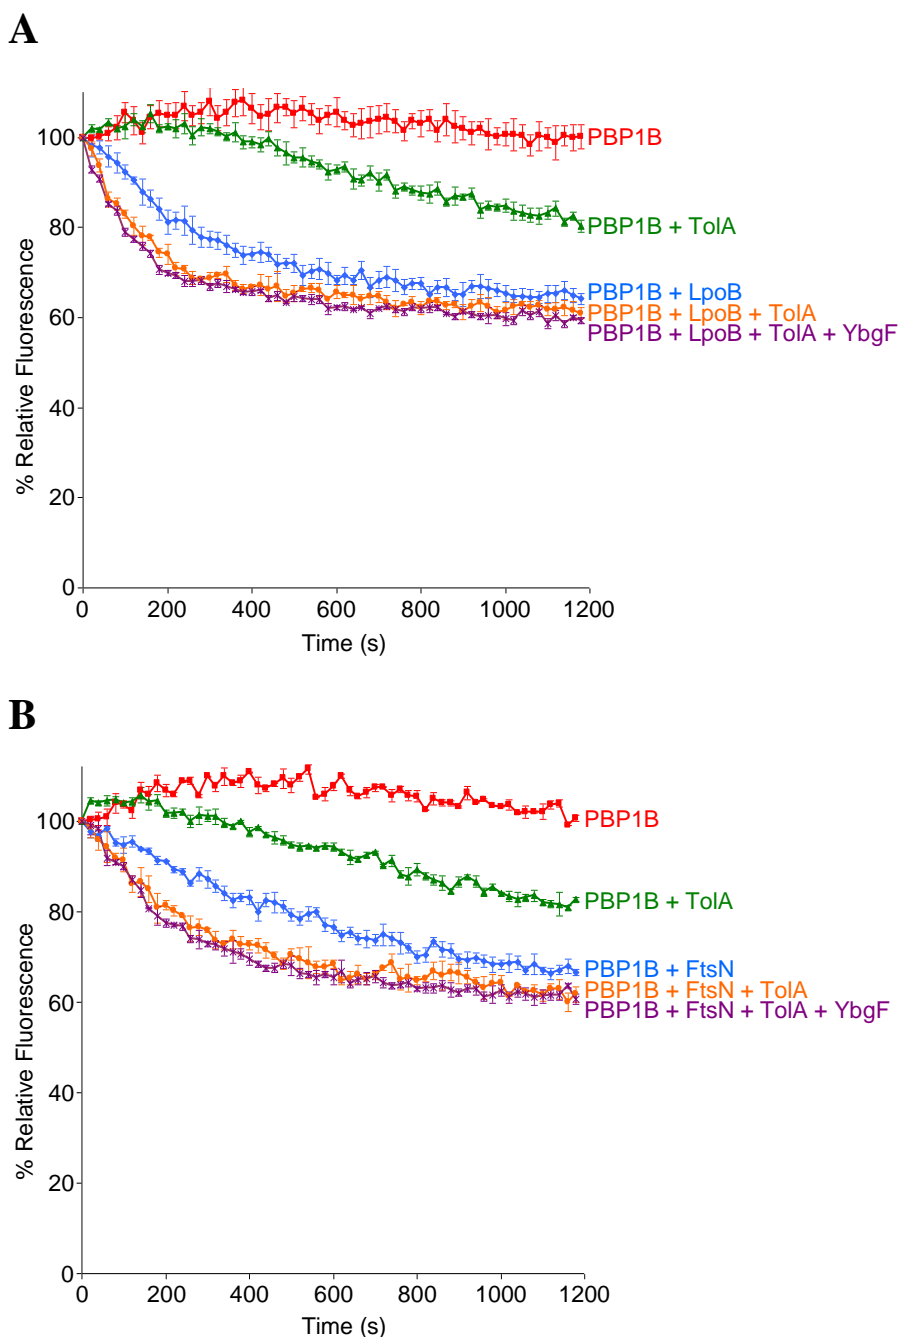 A
% Relative Fluorescence
100
80
60
40
20
0
0 200 400 600 800 1000 1200
Time (s)
PBP1B
PBP1B + TolA
PBP1B + LpoB
PBP1B + LpoB + TolA
PBP1B + LpoB + TolA + YbgF
B
% Relative Fluorescence
100
80
60
40
20
0
0 200 400 600 800 1000 1200
Time (s)
PBP1B
PBP1B + TolA
PBP1B + FtsN
PBP1B + FtsN + TolA
PBP1B + FtsN + TolA + YbgF